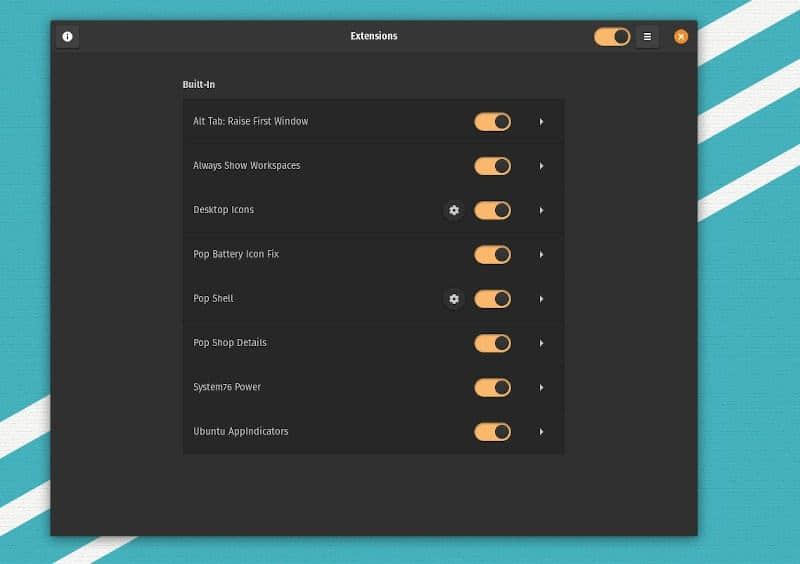 Extensions
Built-In
Alt Tab: Raise First Window
Always Show Workspaces
Desktop Icons
Pop Battery Icon Fix
Pop Shell
Pop Shop Details
System76 Power
Ubuntu AppIndicators